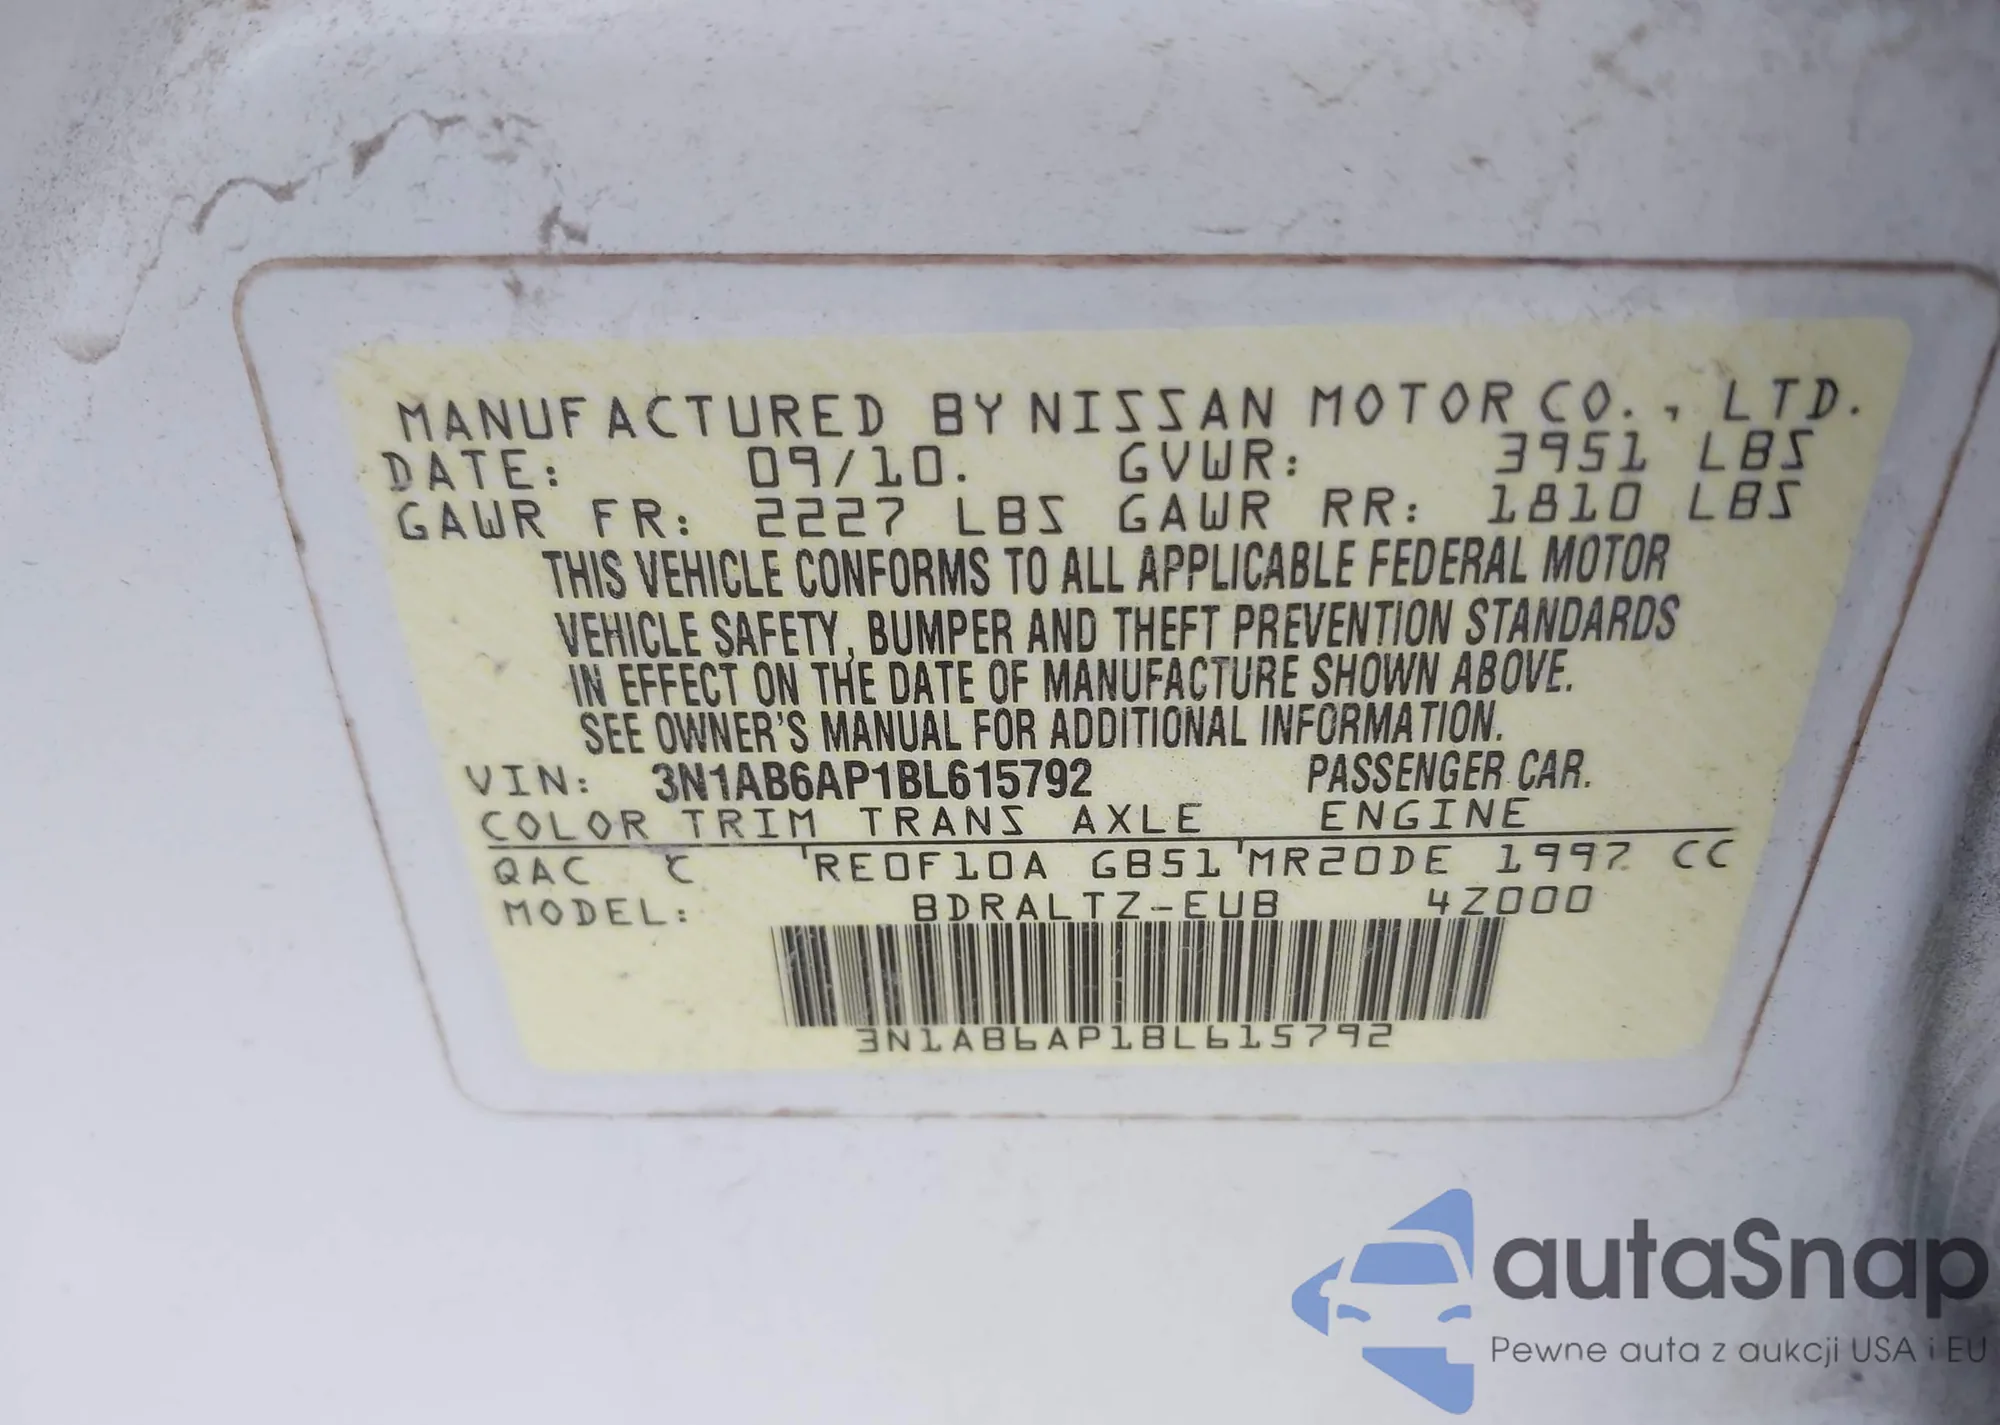 MANUFACTURED BY NISSAN MOTOR CO., LTD.
DATE: 09/10. GVWR: 3951 LBS
GAWR FR: 2227 LBS GAWR RR: 1810 LBS
THIS VEHICLE CONFORMS TO ALL APPLICABLE FEDERAL MOTOR
VEHICLE SAFETY, BUMPER AND THEFT PREVENTION STANDARDS
IN EFFECT ON THE DATE OF MANUFACTURE SHOWN ABOVE.
SEE OWNER'S MANUAL FOR ADDITIONAL INFORMATION.
VIN: 3N1AB6AP1BL615792 PASSENGER CAR.
COLOR TRIM TRANS AXLE ENGINE
QAC C RE0F10A GB51 MR20DE 1997 CC
MODEL: BDRALTZ-EUB 4Z000
3N1AB6AP1BL615792
autaSnap
Pewne auta z aukcji USA i EU